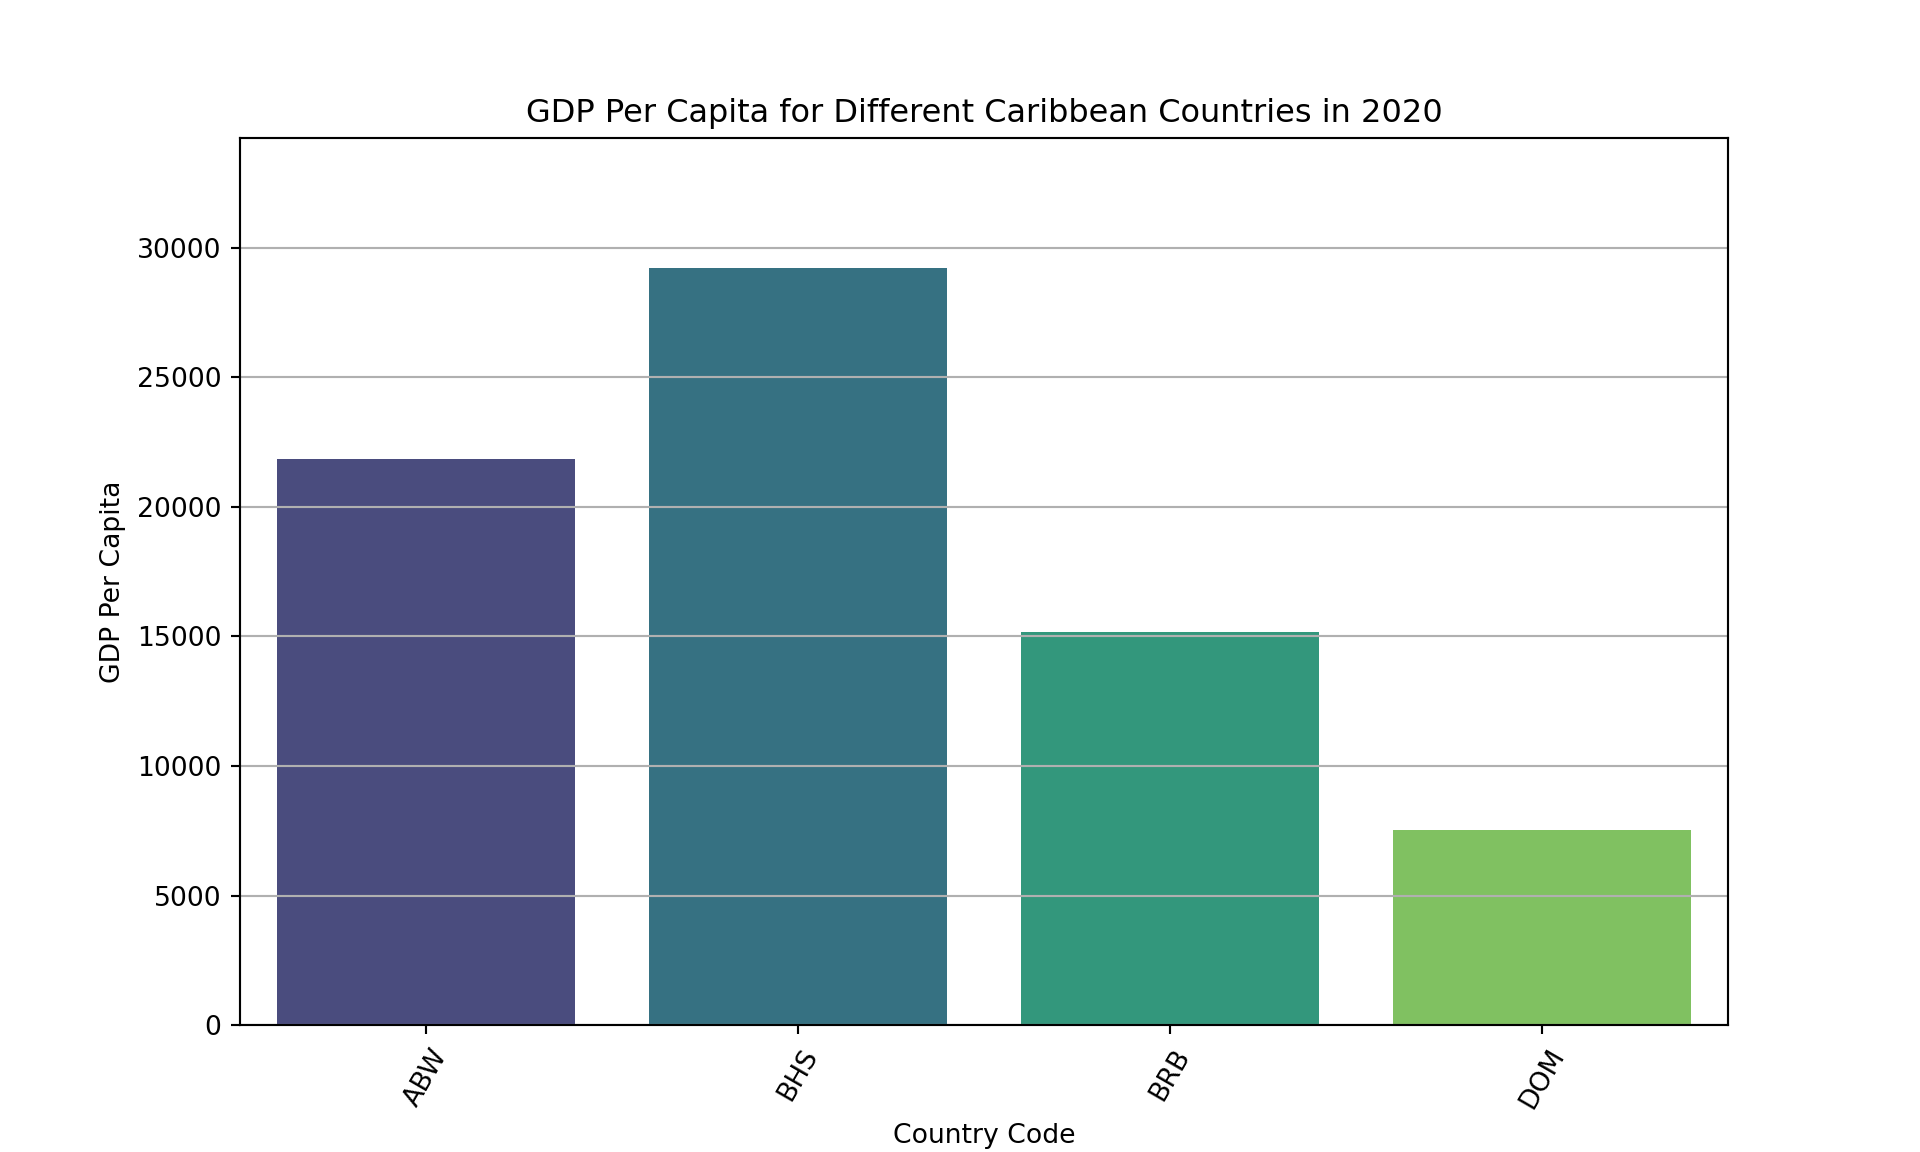 GDP Per Capita for Different Caribbean Countries in 2020
GDP Per Capita
30000
25000
20000
15000
10000
5000
0
ABW
BHS
BRB
DOM
Country Code